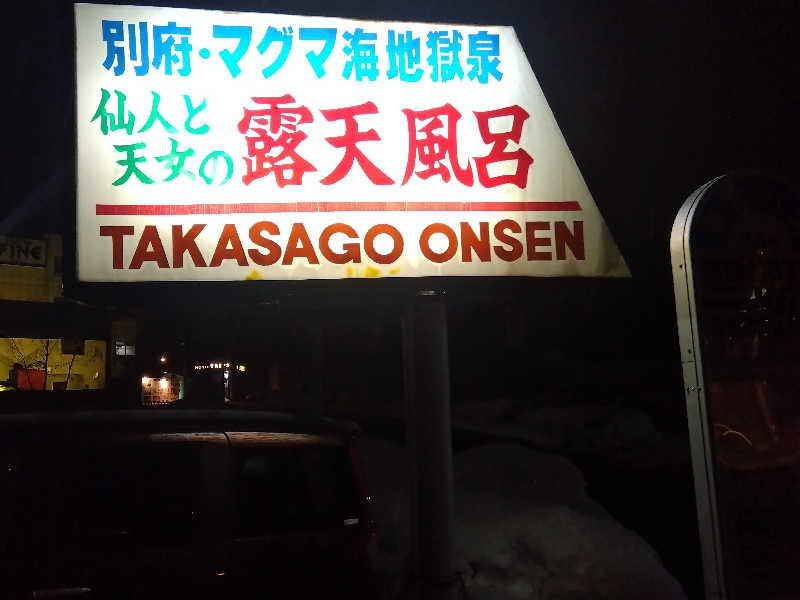 別府・マグマ海地獄泉
仙人と
天女の
露天風呂
TAKASAGO ONSEN
FINE